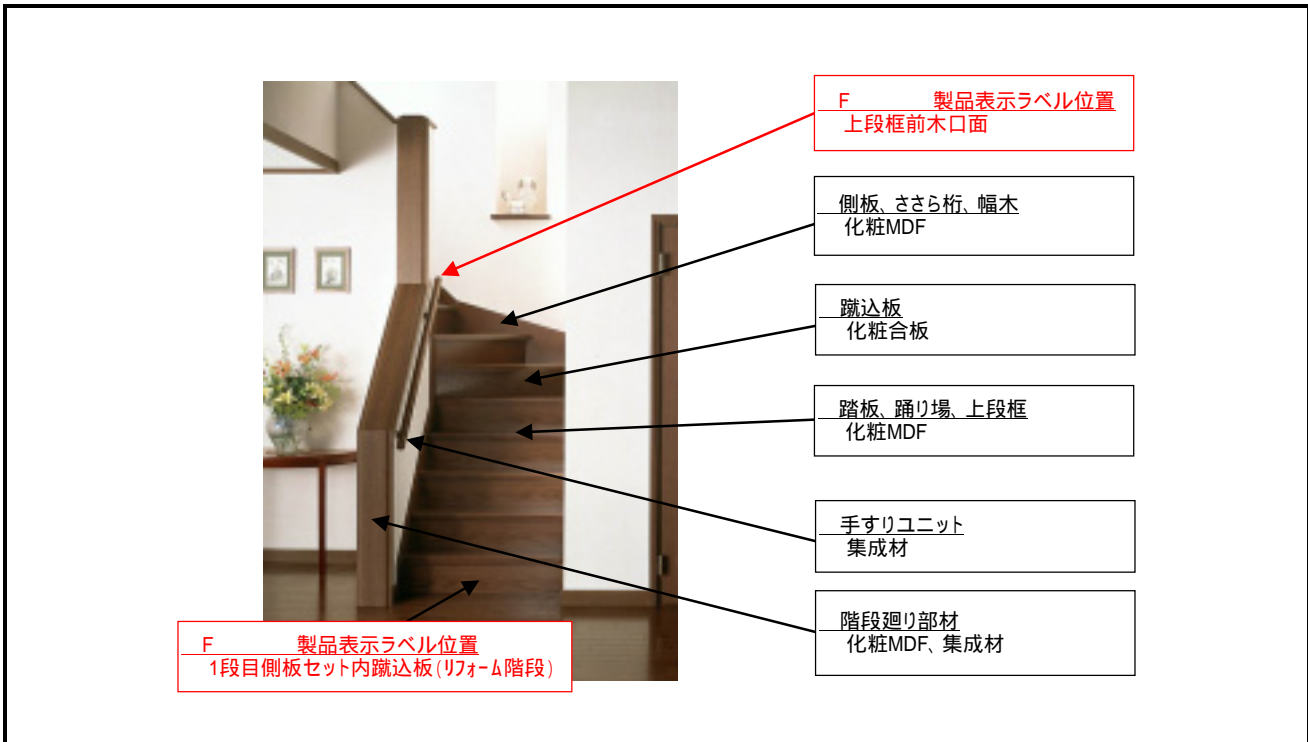 F 製品表示ラベル位置
上段框前木口面
側板、ささら桁、幅木
化粧MDF
蹴込板
化粧合板
踏板、踊り場、上段框
化粧MDF
手すりユニット
集成材
階段廻り部材
化粧MDF、集成材
F 製品表示ラベル位置
1段目側板セット内蹴込板(リフォーム階段)